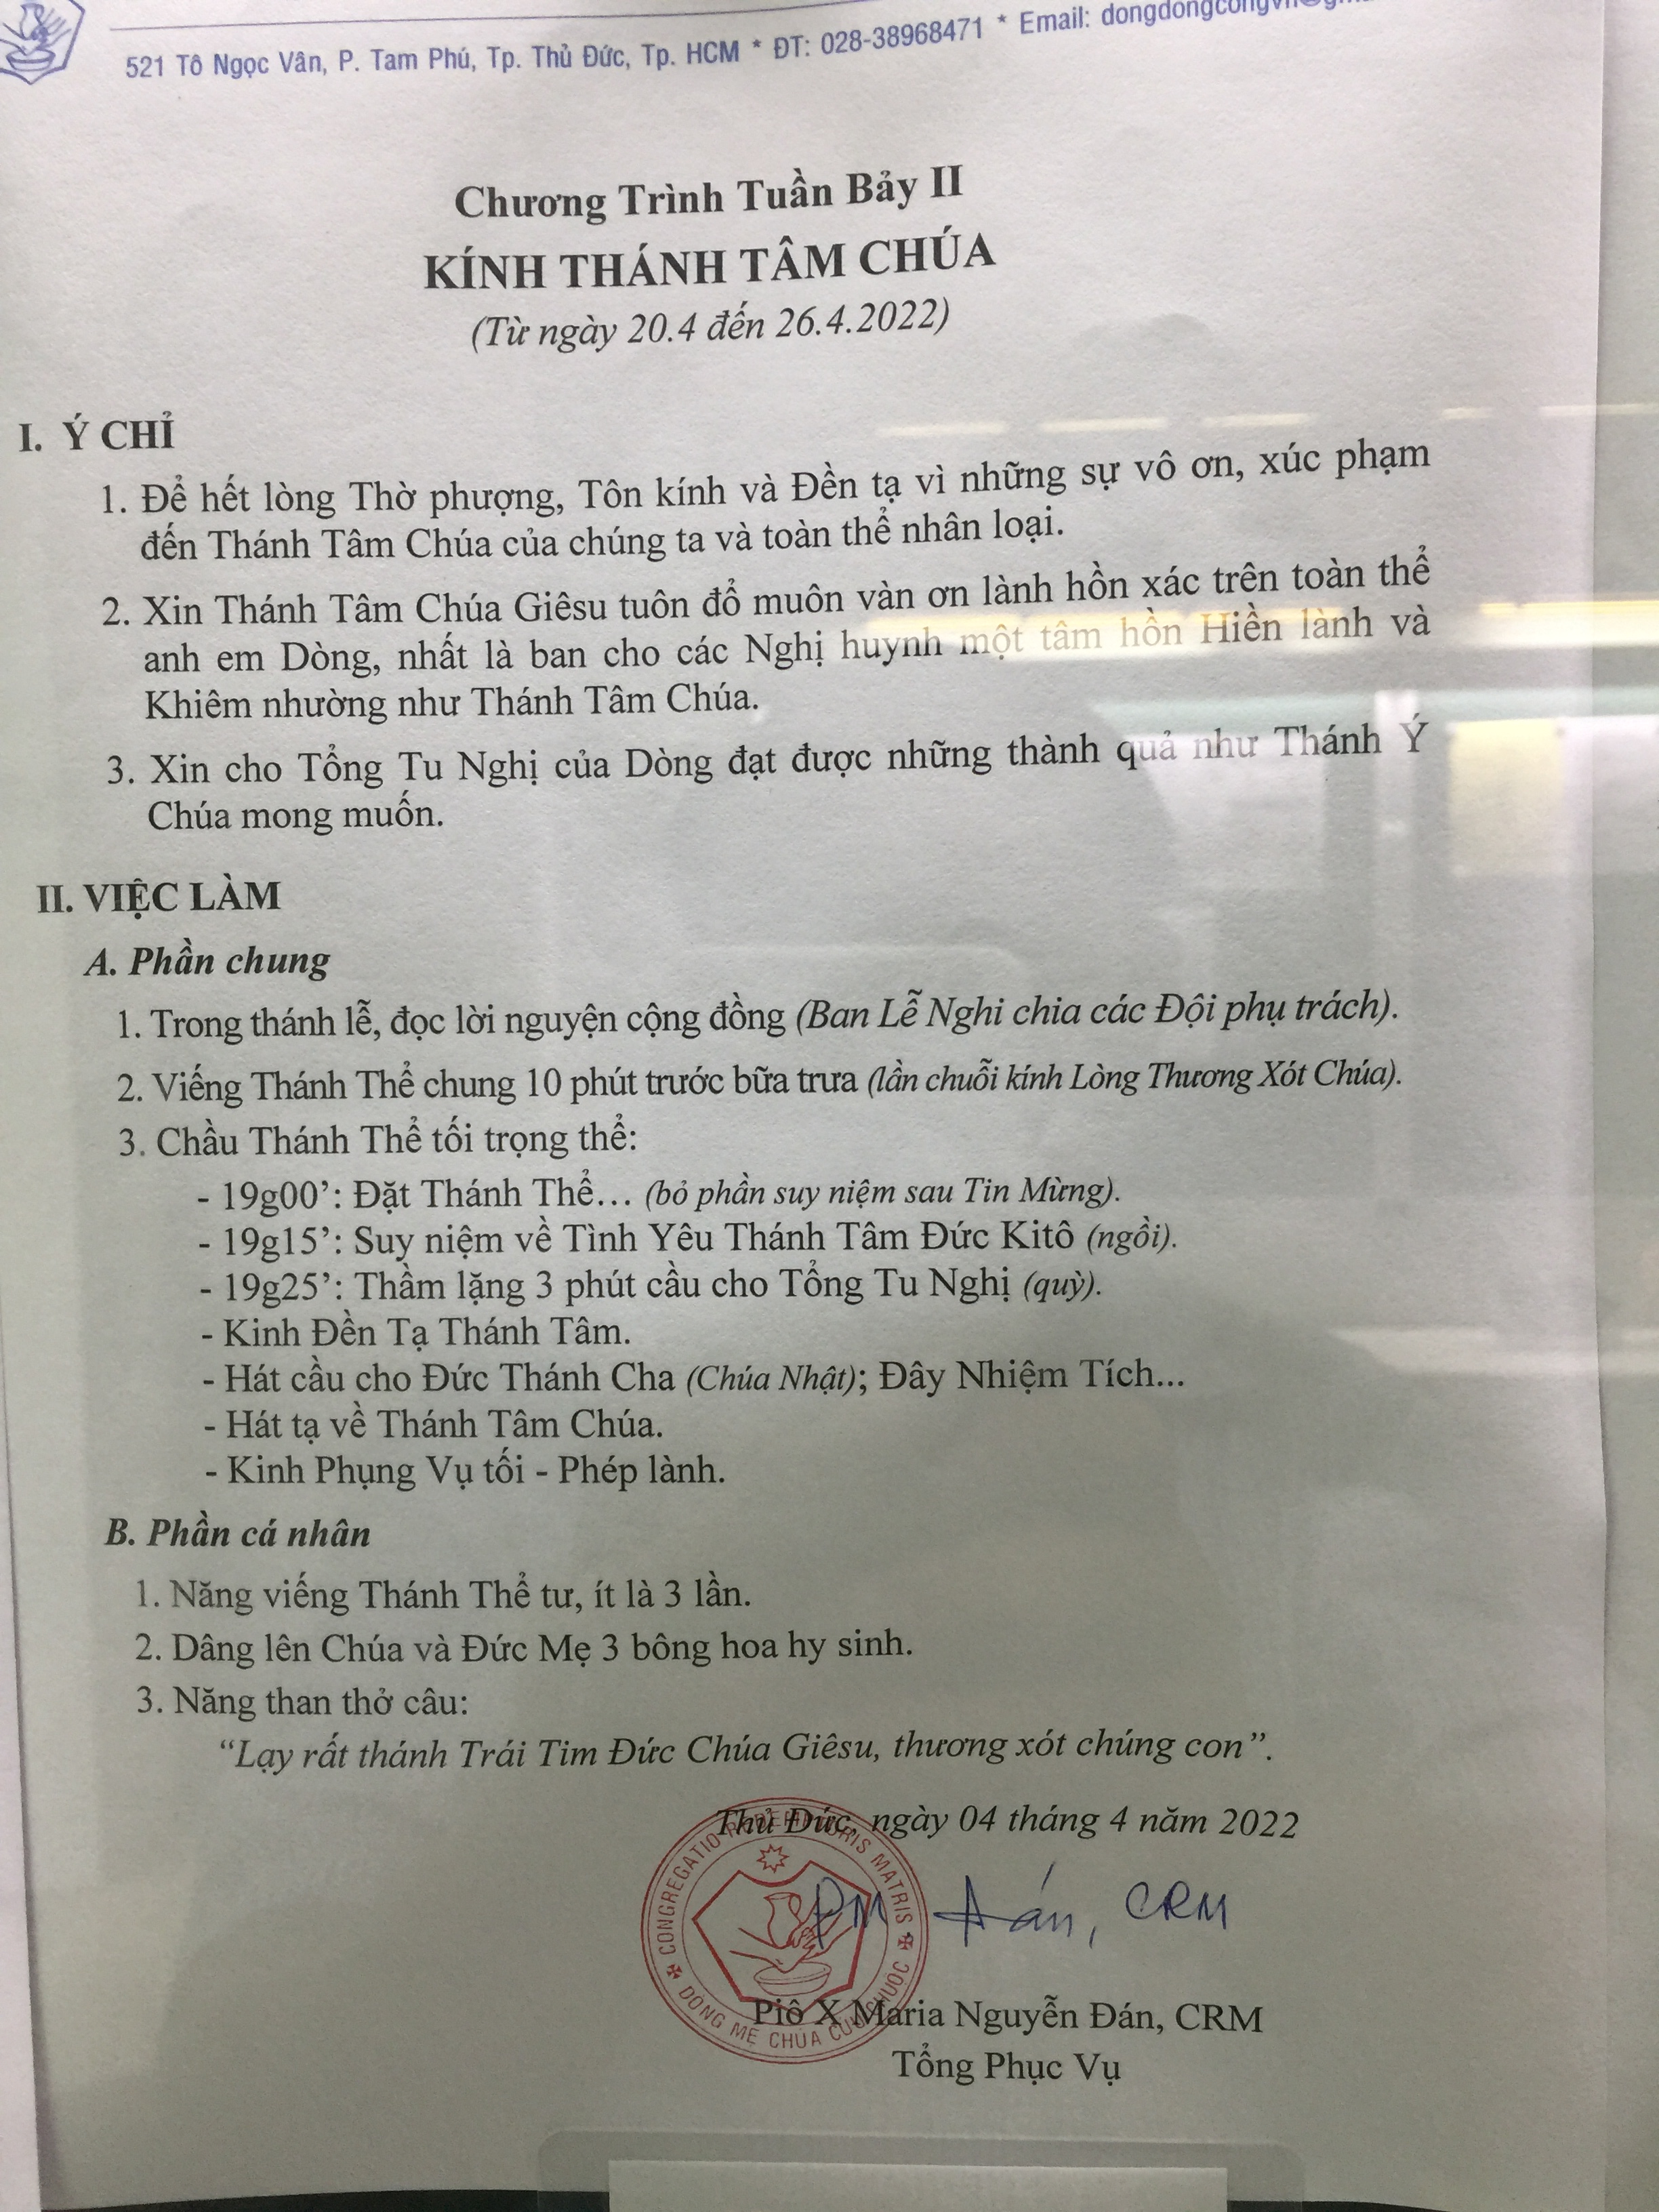 521 Tô Ngọc Vân, P. Tam Phú, Tp. Thủ Đức, Tp. HCM * ĐT: 028-38968471 * Email:
Chương Trình Tuần Bảy II
KÍNH THÁNH TÂM CHÚA
(Từ ngày 20.4 đến 26.4.2022)
I. Ý CHỈ
1. Để hết lòng Thờ phượng, Tôn kính và Đền tạ vì những sự vô ơn, xúc phạm
đến Thánh Tâm Chúa của chúng ta và toàn thể nhân loại.
2. Xin Thánh Tâm Chúa Giêsu tuôn đổ muôn vàn ơn lành hồn xác trên toàn thể
anh em Dòng, nhất là ban cho các Nghị huynh một tâm hồn Hiền lành và
Khiêm nhường như Thánh Tâm Chúa.
3. Xin cho Tổng Tu Nghị của Dòng đạt được những thành quả như Thánh Ý
Chúa mong muốn.
II. VIỆC LÀM
A. Phần chung
1. Trong thánh lễ, đọc lời nguyện cộng đồng (Ban Lễ Nghi chia các Đội phụ trách).
2. Viếng Thánh Thể chung 10 phút trước bữa trưa (lần chuỗi kính Lòng Thương Xót Chúa).
3. Chầu Thánh Thể tối trọng thể:
- 19g00’: Đặt Thánh Thể… (bỏ phần suy niệm sau Tin Mừng).
- 19g15’: Suy niệm về Tình Yêu Thánh Tâm Đức Kitô (ngồi).
- 19g25’: Thầm lặng 3 phút cầu cho Tổng Tu Nghị (quỳ).
- Kinh Đền Tạ Thánh Tâm.
- Hát cầu cho Đức Thánh Cha (Chúa Nhật); Đây Nhiệm Tích...
- Hát tạ về Thánh Tâm Chúa.
- Kinh Phụng Vụ tối - Phép lành.
B. Phần cá nhân
1. Năng viếng Thánh Thể tư, ít là 3 lần.
2. Dâng lên Chúa và Đức Mẹ 3 bông hoa hy sinh.
3. Năng than thở câu:
“Lạy rất thánh Trái Tim Đức Chúa Giêsu, thương xót chúng con”.
Thủ Đức, ngày 04 tháng 4 năm 2022
CONGREGATIO REDEMPTORIS MATRIS
DÒNG MẸ CHÚA CỨU CHUỘC
PM Đán, CRM
Piô X Maria Nguyễn Đán, CRM
Tổng Phục Vụ